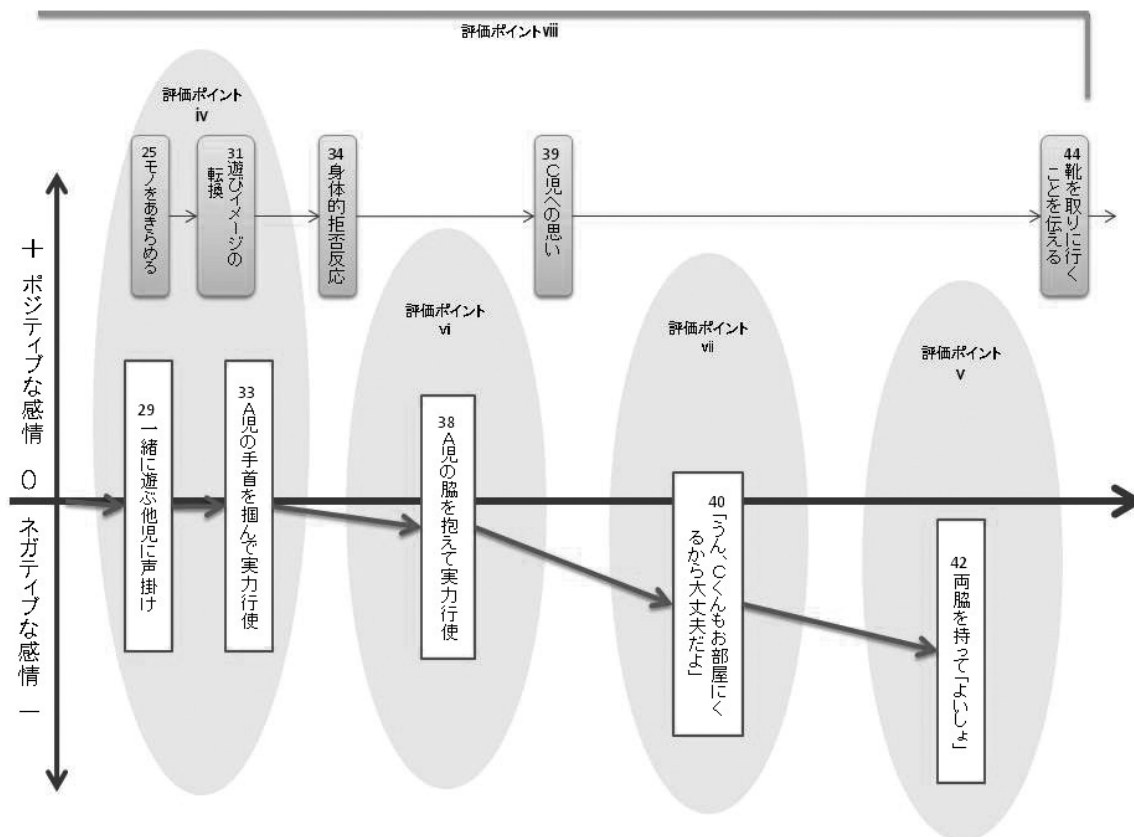 評価ポイントviii
評価ポイント
iv
25
モノをあきらめる
31
遊びイメージの
転換
34
身体的拒否反応
39
C児への思い
44
靴を取りに行く
ことを伝える
評価ポイント
vi
評価ポイント
vii
評価ポイント
v
＋ ポジティブな感情 0 ネガティブな感情 －
29
一緒に遊ぶ他児に声掛け
33
A児の手首を掴んで実力行使
38
A児の脇を抱えて実力行使
40
「うん、Cくんもお部屋にく
るから大丈夫だよ」
42
両脇を持って「よいしょ」